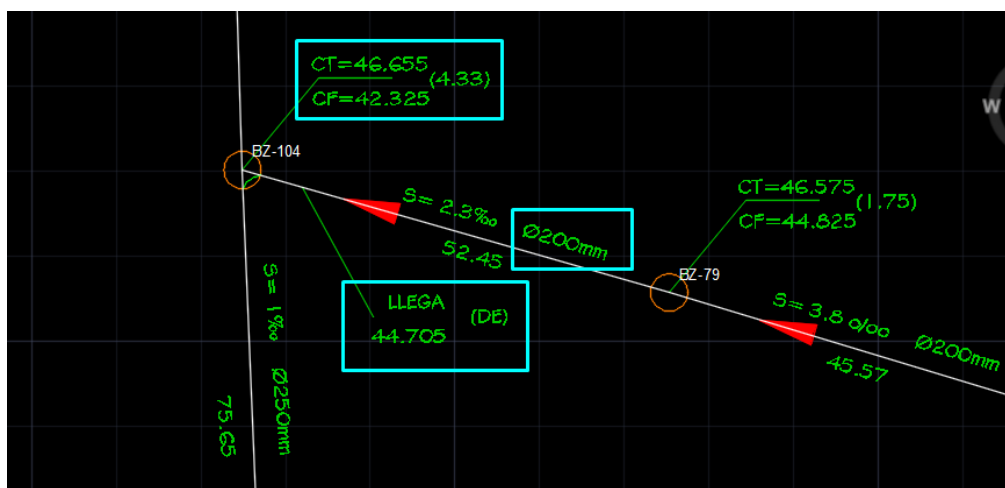 CT=46.655
(4.33)
CF=42.325
W
BZ-104
CT=46.575
(1.75)
CF=44.825
S= 2.3‰ Ø200mm
52.45
BZ-79
LLEGA
(DE)
44.705
S= 3.8 o/oo Ø200mm
45.57
S= 1‰ Ø250mm
75.65